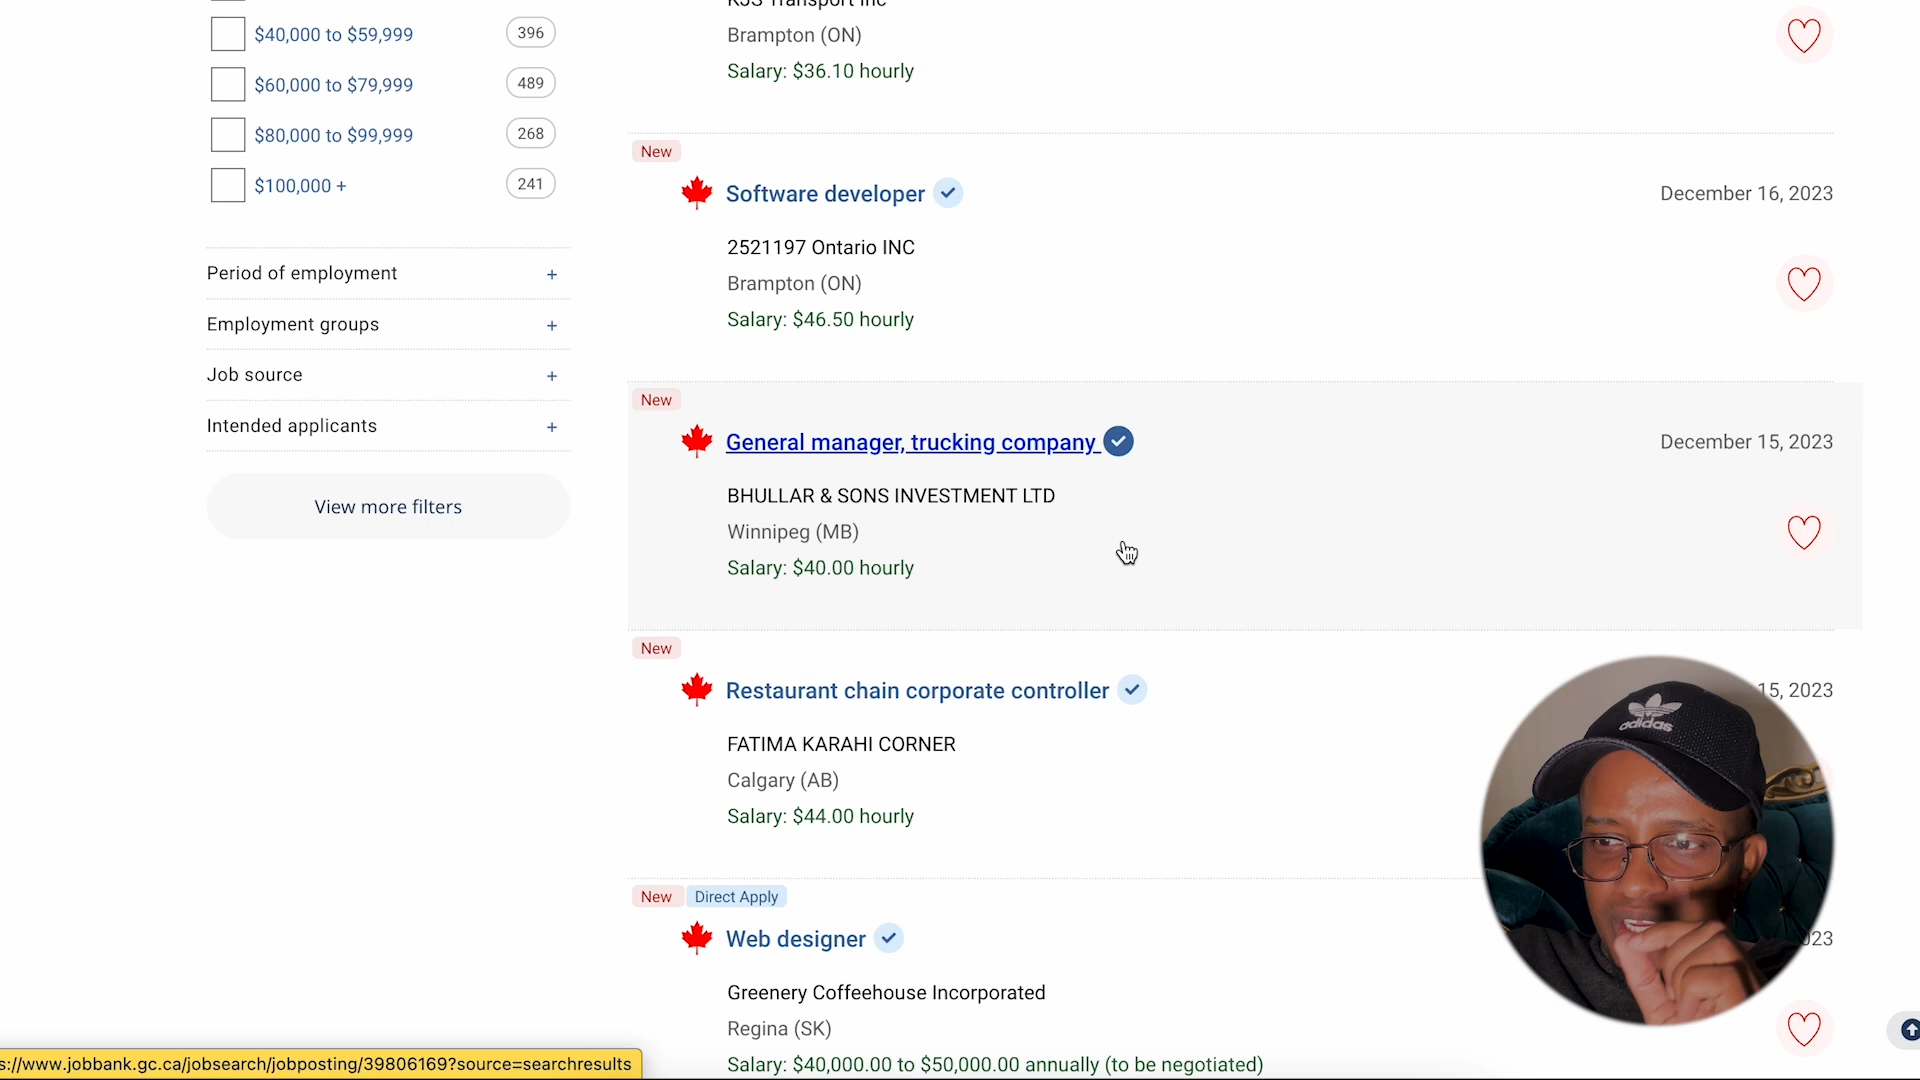 $40,000 to $59,999 396
$60,000 to $79,999 489
$80,000 to $99,999 268
$100,000 + 241
Period of employment +
Employment groups +
Job source +
Intended applicants +
View more filters
Brampton (ON)
Salary: $36.10 hourly
New
Software developer
December 16, 2023
2521197 Ontario INC
Brampton (ON)
Salary: $46.50 hourly
New
General manager, trucking company
December 15, 2023
BHULLAR & SONS INVESTMENT LTD
Winnipeg (MB)
Salary: $40.00 hourly
New
Restaurant chain corporate controller
15, 2023
FATIMA KARAHI CORNER
Calgary (AB)
Salary: $44.00 hourly
New Direct Apply
Web designer
Greenery Coffeehouse Incorporated
Regina (SK)
Salary: $40,000.00 to $50,000.00 annually (to be negotiated)
adidas
s://www.jobbank.gc.ca/jobsearch/jobposting/39806169?source=searchresults